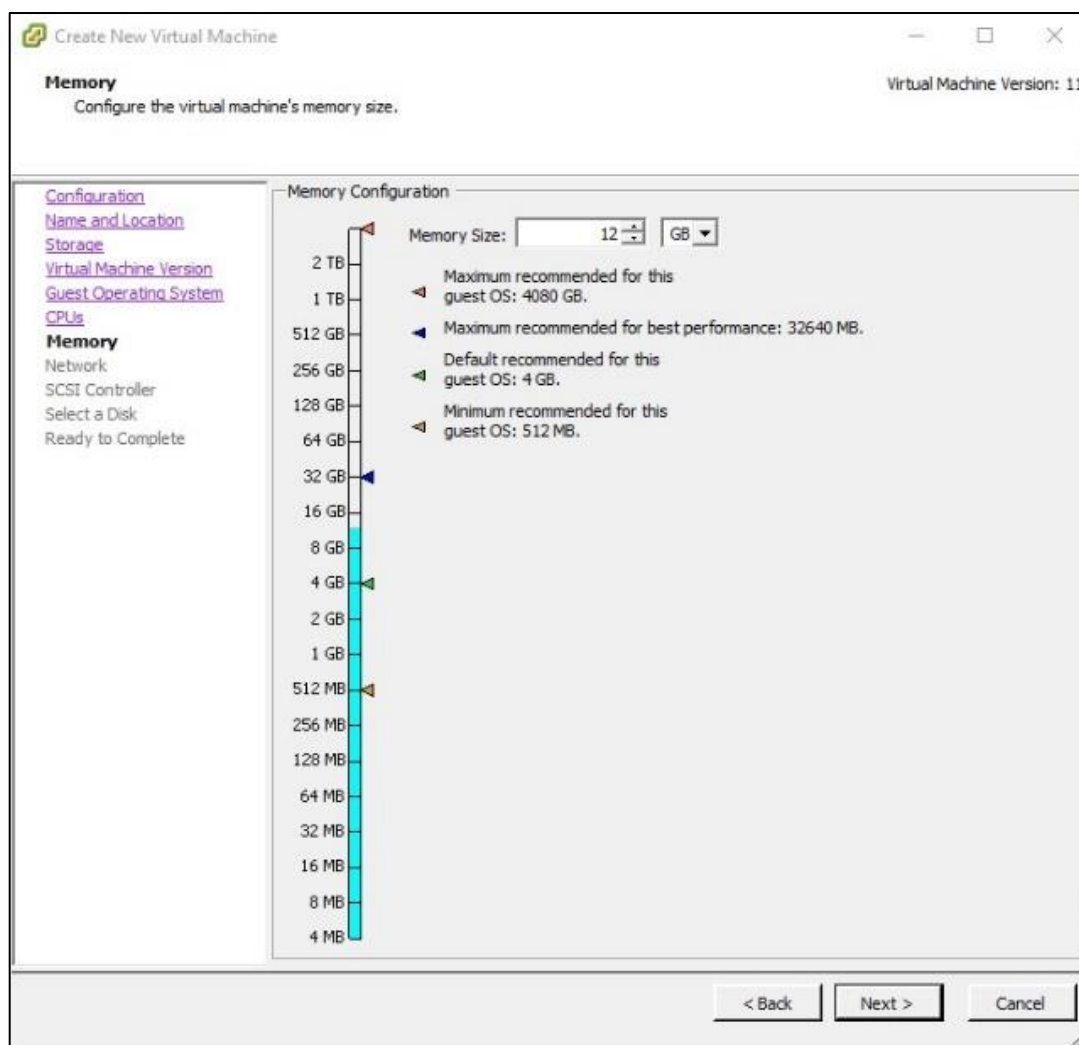 Create New Virtual Machine
Memory
Configure the virtual machine's memory size.
Virtual Machine Version: 11
Configuration
Name and Location
Storage
Virtual Machine Version
Guest Operating System
CPUs
Memory
Network
SCSI Controller
Select a Disk
Ready to Complete
Memory Configuration
Memory Size: 12 GB
2 TB
1 TB
512 GB
256 GB
128 GB
64 GB
32 GB
16 GB
8 GB
4 GB
2 GB
1 GB
512 MB
256 MB
128 MB
64 MB
32 MB
16 MB
8 MB
4 MB
Maximum recommended for this
guest OS: 4080 GB.
Maximum recommended for best performance: 32640 MB.
Default recommended for this
guest OS: 4 GB.
Minimum recommended for this
guest OS: 512 MB.
< Back
Next >
Cancel